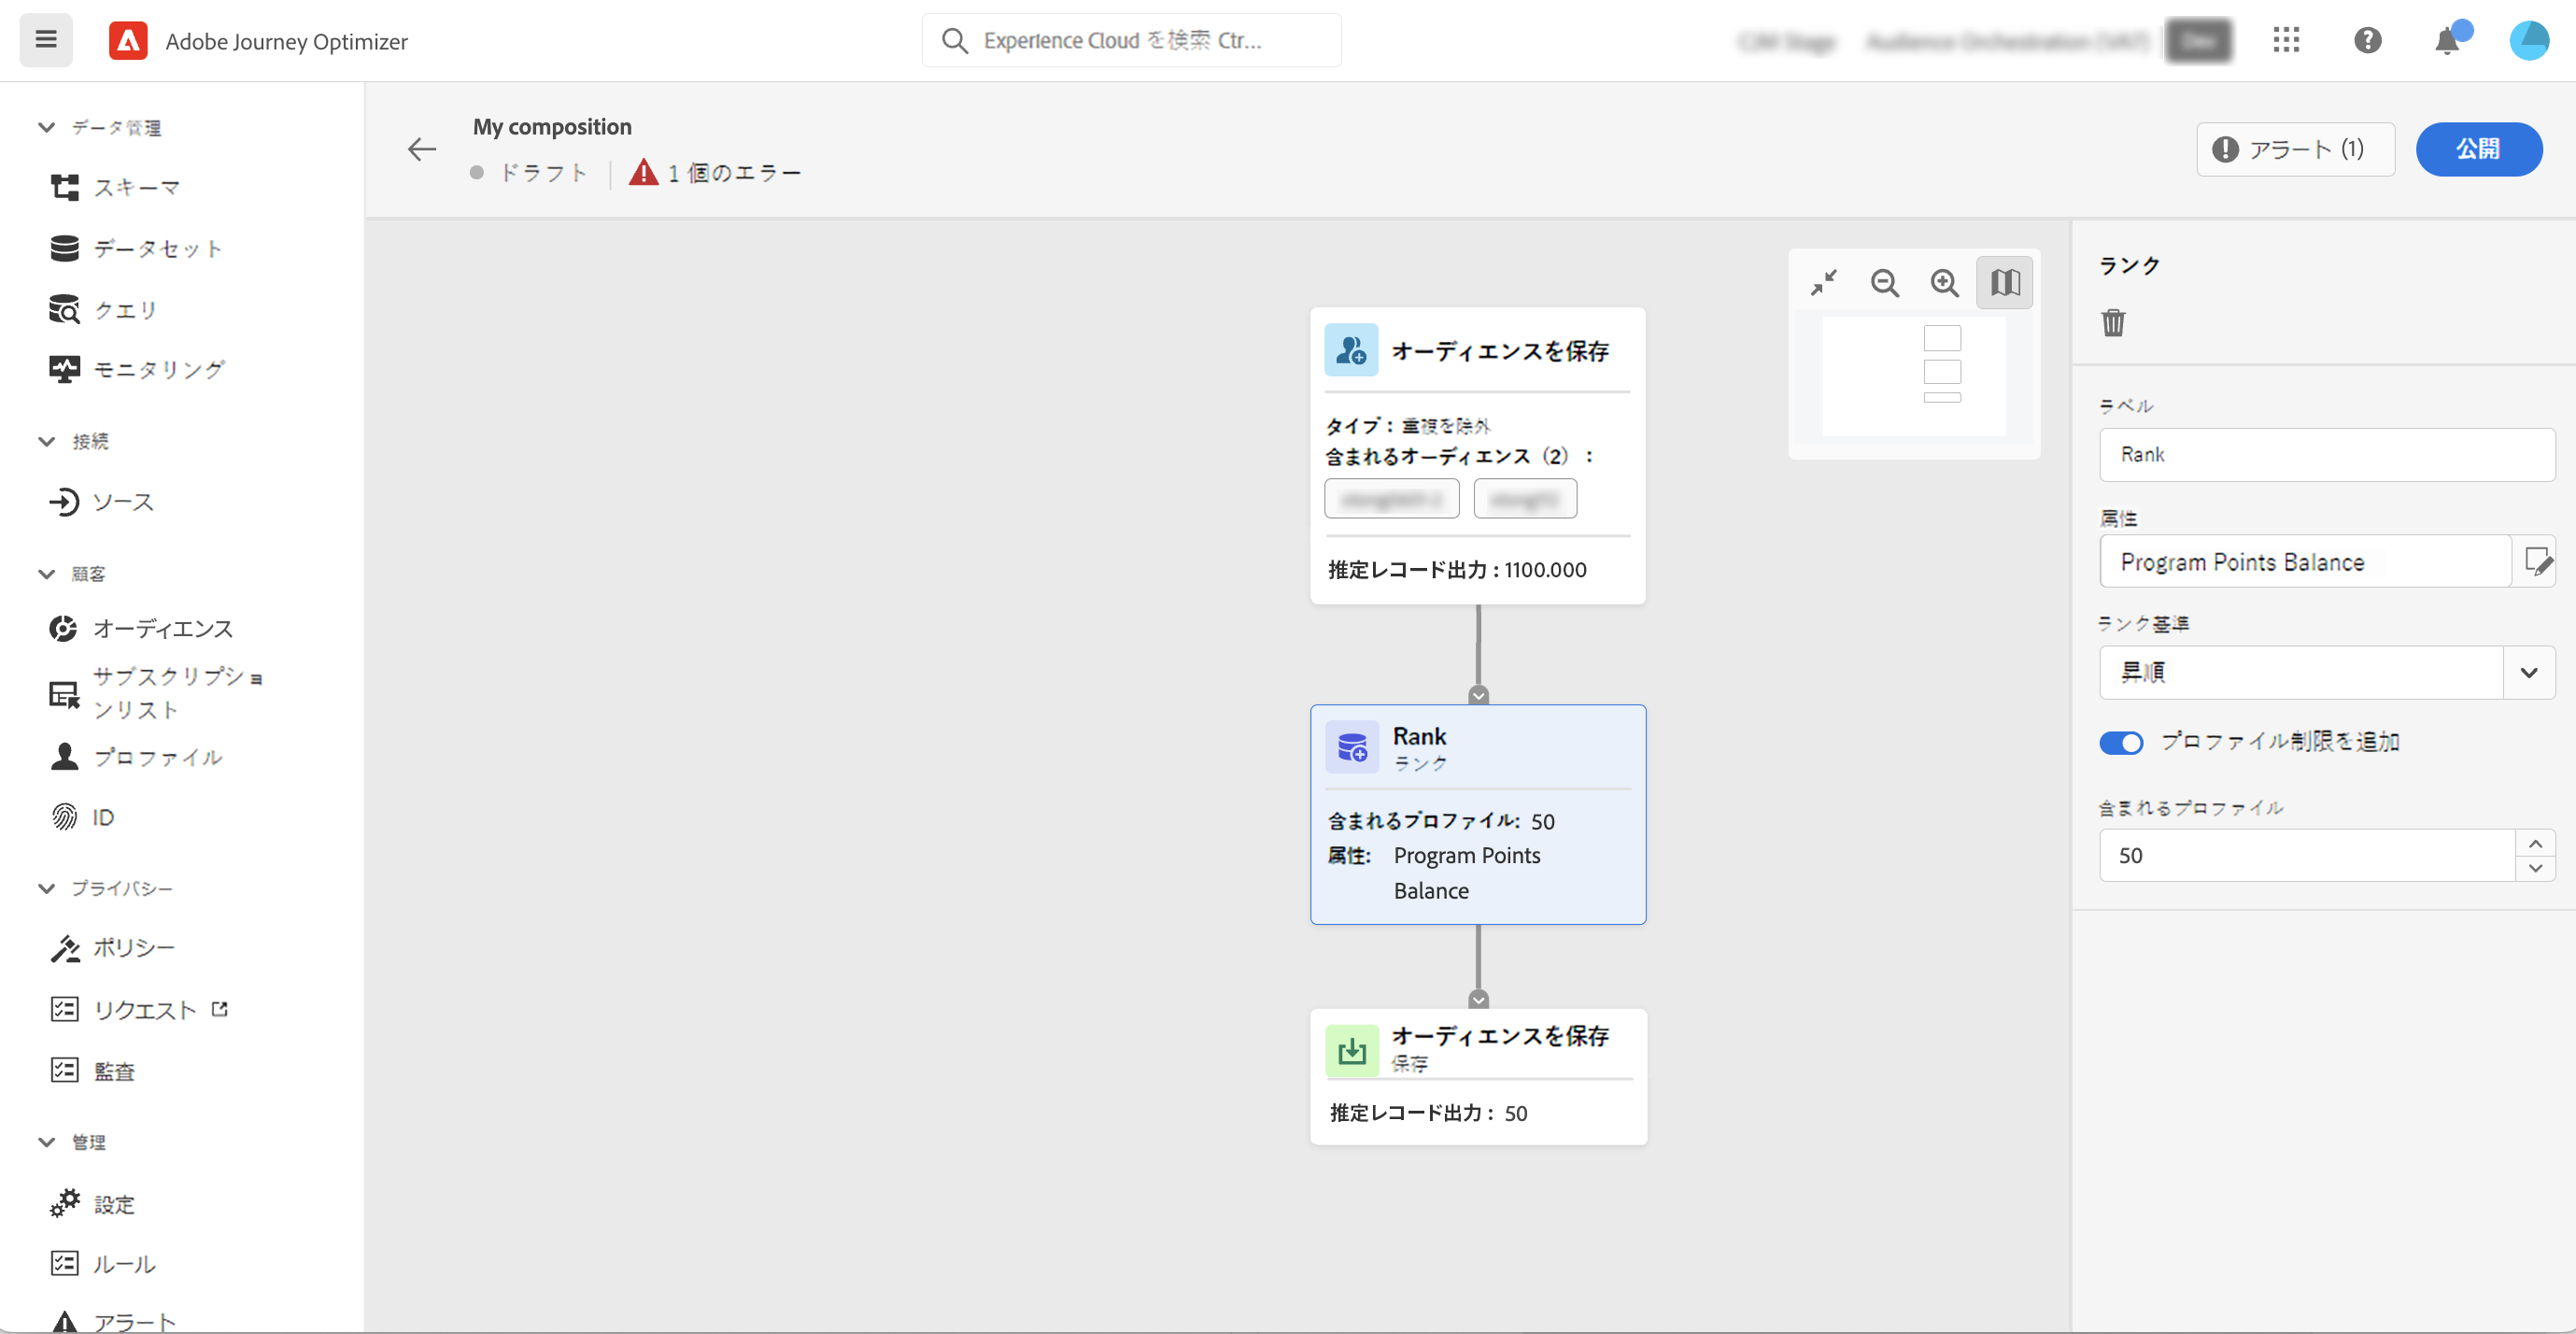 Adobe Journey Optimizer
Experience Cloud を検索 Ctr...
データ管理
スキーマ
データセット
クエリ
モニタリング
接続
ソース
顧客
オーディエンス
サブスクリプショ
ンリスト
プロファイル
ID
プライバシー
ポリシー
リクエスト
監査
管理
設定
ルール
アラート
My composition
ドラフト
1 個のエラー
アラート (1)
公開
オーディエンスを保存
タイプ : 重複を除外
含まれるオーディエンス（2） :
推定レコード出力 : 1100.000
Rank
ランク
含まれるプロファイル: 50
属性: Program Points
Balance
オーディエンスを保存
保存
推定レコード出力 : 50
ランク
ラベル
Rank
属性
Program Points Balance
ランク基準
昇順
プロファイル制限を追加
含まれるプロファイル
50